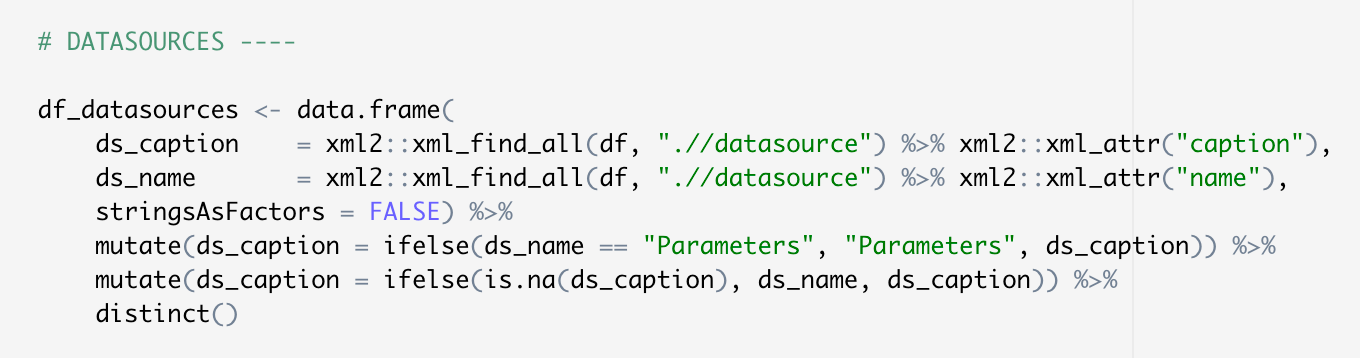 # DATASOURCES ----
df_datasources <- data.frame(
    ds_caption    = xml2::xml_find_all(df, ".//datasource") %>% xml2::xml_attr("caption"),
    ds_name       = xml2::xml_find_all(df, ".//datasource") %>% xml2::xml_attr("name"),
    stringsAsFactors = FALSE) %>%
    mutate(ds_caption = ifelse(ds_name == "Parameters", "Parameters", ds_caption)) %>%
    mutate(ds_caption = ifelse(is.na(ds_caption), ds_name, ds_caption)) %>%
    distinct()